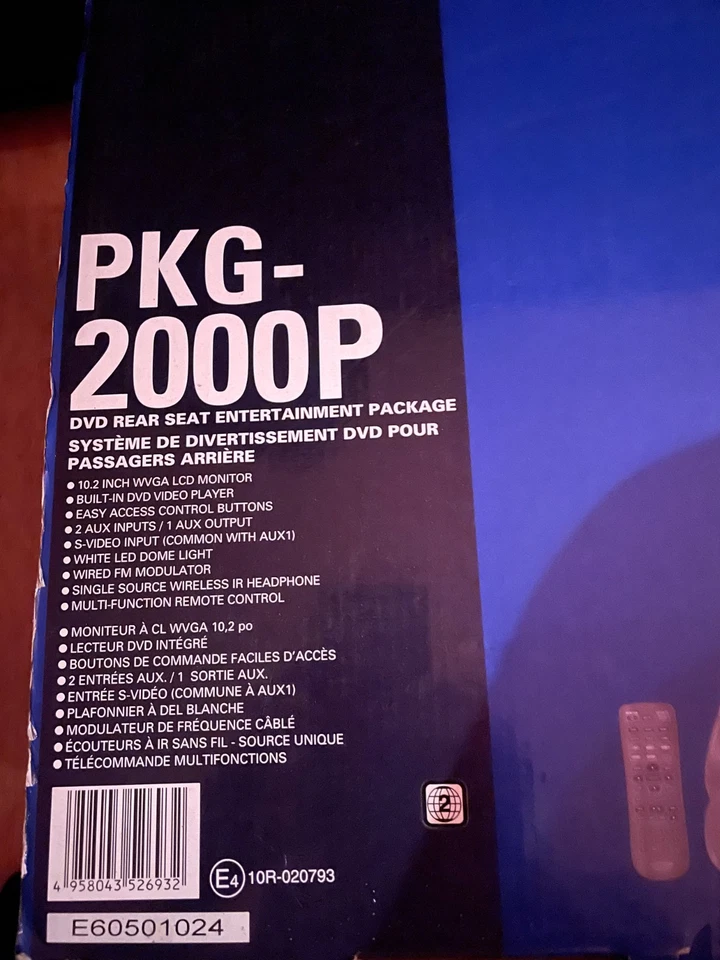 PKG-
2000P
DVD REAR SEAT ENTERTAINMENT PACKAGE
SYSTÈME DE DIVERTISSEMENT DVD POUR
PASSAGERS ARRIÈRE
● 10.2 INCH WVGA LCD MONITOR
● BUILT-IN DVD VIDEO PLAYER
● EASY ACCESS CONTROL BUTTONS
● 2 AUX INPUTS / 1 AUX OUTPUT
● S-VIDEO INPUT (COMMON WITH AUX1)
● WHITE LED DOME LIGHT
● WIRED FM MODULATOR
● SINGLE SOURCE WIRELESS IR HEADPHONE
● MULTI-FUNCTION REMOTE CONTROL
● MONITEUR À CL WVGA 10,2 po
● LECTEUR DVD INTÉGRÉ
● BOUTONS DE COMMANDE FACILES D'ACCÈS
● 2 ENTRÉES AUX. / 1 SORTIE AUX.
● ENTRÉE S-VIDÉO (COMMUNE À AUX1)
● PLAFONNIER À DEL BLANCHE
● MODULATEUR DE FRÉQUENCE CÂBLÉ
● ÉCOUTEURS À IR SANS FIL - SOURCE UNIQUE
● TÉLÉCOMMANDE MULTIFONCTIONS
2
4 958043 526932
E4 10R-020793
E60501024